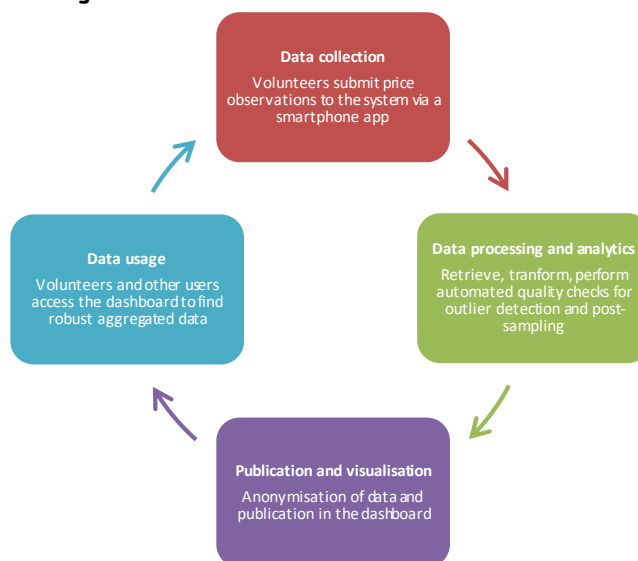 Data collection
Volunteers submit price
observations to the system via a
smartphone app
Data processing and analytics
Retrieve, tranform, perform
automated quality checks for
outlier detection and post-
sampling
Publication and visualisation
Anonymisation of data and
publication in the dashboard
Data usage
Volunteers and other users
access the dashboard to find
robust aggregated data